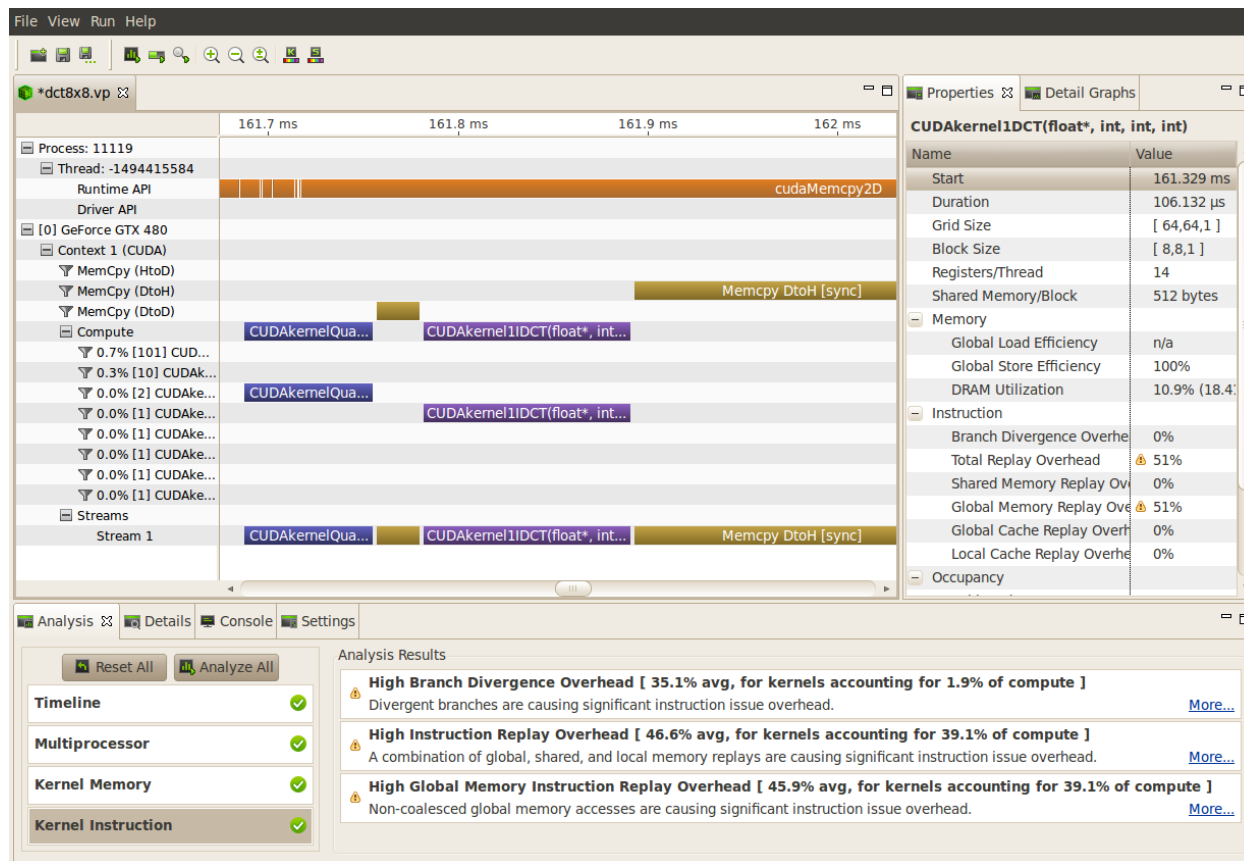 File View Run Help
*dct8x8.vp
161.7 ms 161.8 ms 161.9 ms 162 ms
Process: 11119
Thread: -1494415584
Runtime API cudaMemcpy2D
Driver API
[0] GeForce GTX 480
Context 1 (CUDA)
MemCpy (HtoD)
MemCpy (DtoH) Memcpy DtoH [sync]
MemCpy (DtoD)
Compute CUDAkernelQua... CUDAkernel1IDCT(float*, int...
0.7% [101] CUD...
0.3% [10] CUDAk...
0.0% [2] CUDAke... CUDAkernelQua...
0.0% [1] CUDAke... CUDAkernel1IDCT(float*, int...
0.0% [1] CUDAke...
0.0% [1] CUDAke...
0.0% [1] CUDAke...
0.0% [1] CUDAke...
Streams
Stream 1 CUDAkernelQua... CUDAkernel1IDCT(float*, int... Memcpy DtoH [sync]
Properties Detail Graphs
CUDAkernel1DCT(float*, int, int, int)
Name Value
Start 161.329 ms
Duration 106.132 µs
Grid Size [ 64,64,1 ]
Block Size [ 8,8,1 ]
Registers/Thread 14
Shared Memory/Block 512 bytes
Memory
Global Load Efficiency n/a
Global Store Efficiency 100%
DRAM Utilization 10.9% (18.4
Instruction
Branch Divergence Overhe 0%
Total Replay Overhead 51%
Shared Memory Replay Ov 0%
Global Memory Replay Ove 51%
Global Cache Replay Overh 0%
Local Cache Replay Overhe 0%
Occupancy
Analysis Details Console Settings
Reset All Analyze All
Timeline
Multiprocessor
Kernel Memory
Kernel Instruction
Analysis Results
High Branch Divergence Overhead [ 35.1% avg, for kernels accounting for 1.9% of compute ]
Divergent branches are causing significant instruction issue overhead. More...
High Instruction Replay Overhead [ 46.6% avg, for kernels accounting for 39.1% of compute ]
A combination of global, shared, and local memory replays are causing significant instruction issue overhead. More...
High Global Memory Instruction Replay Overhead [ 45.9% avg, for kernels accounting for 39.1% of compute ]
Non-coalesced global memory accesses are causing significant instruction issue overhead. More...